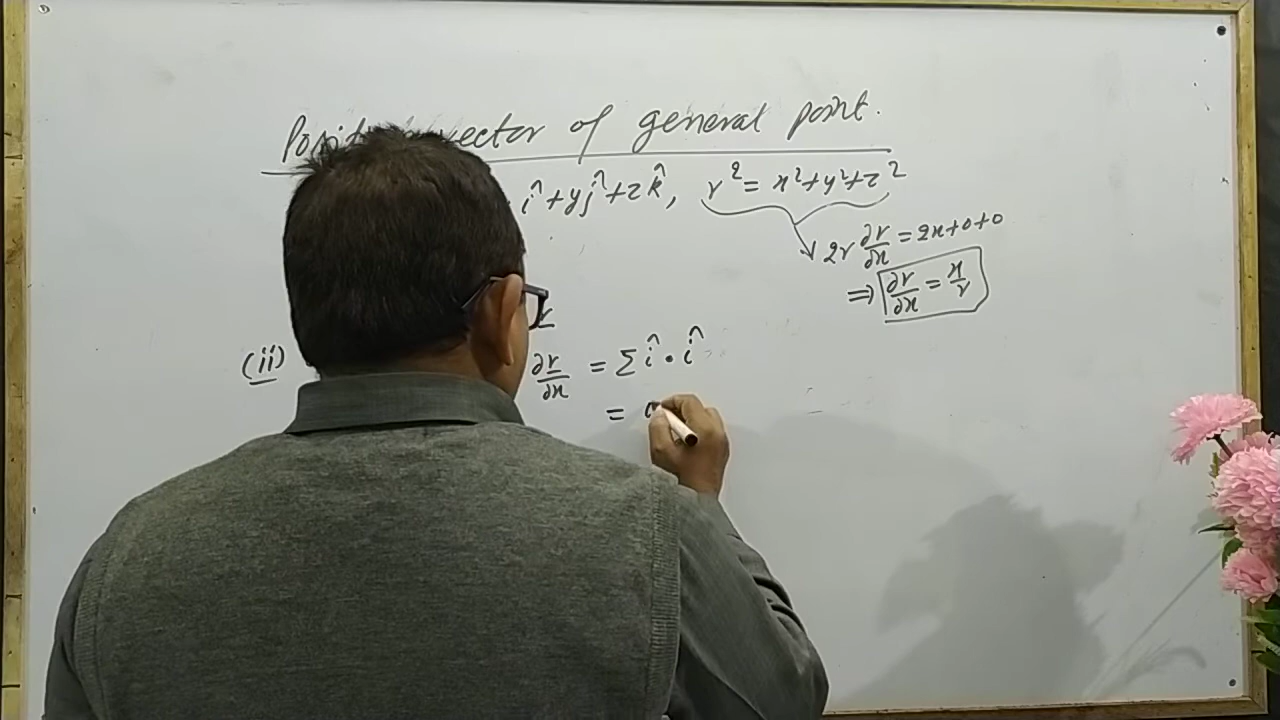 vector of general point.
î + yĵ + zk̂, r² = x² + y² + z²
2r ∂r/∂x = 2x+0+0
⇒ ∂r/∂x = x/r
r
(ii) ∂r/∂x = Σ î • î
=